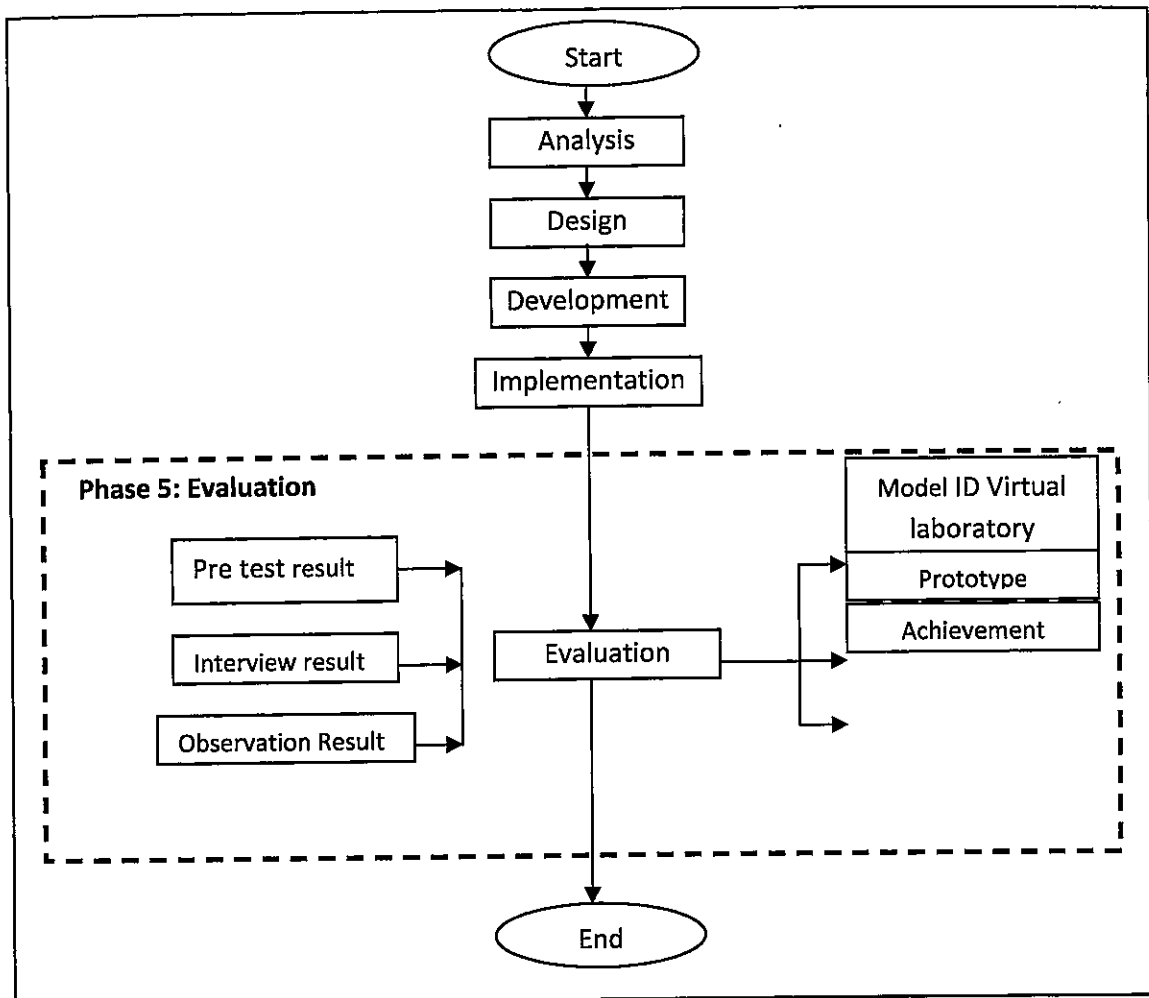 Start
Analysis
Design
Development
Implementation
Phase 5: Evaluation
Pre test result
Interview result
Observation Result
Evaluation
Model ID Virtual
laboratory
Prototype
Achievement
End